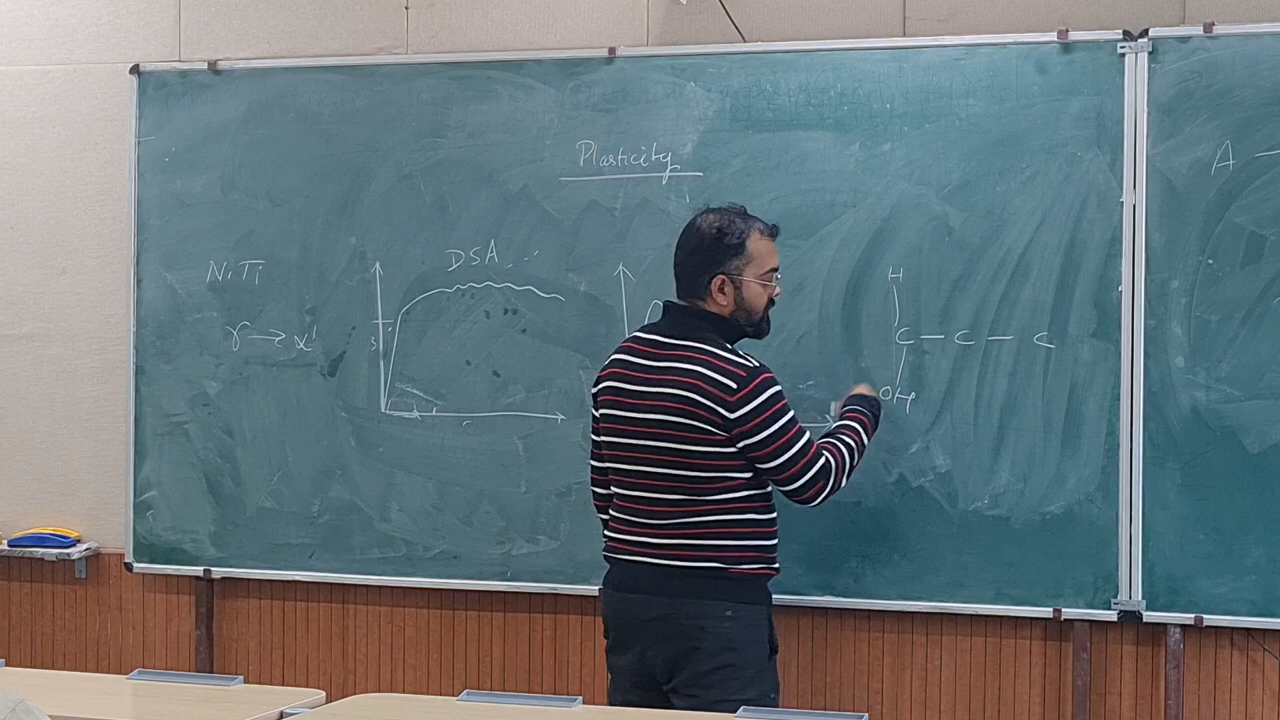 Plasticity
DSA...
NiTi
γ → α'
H
C — C — C
OH
A —